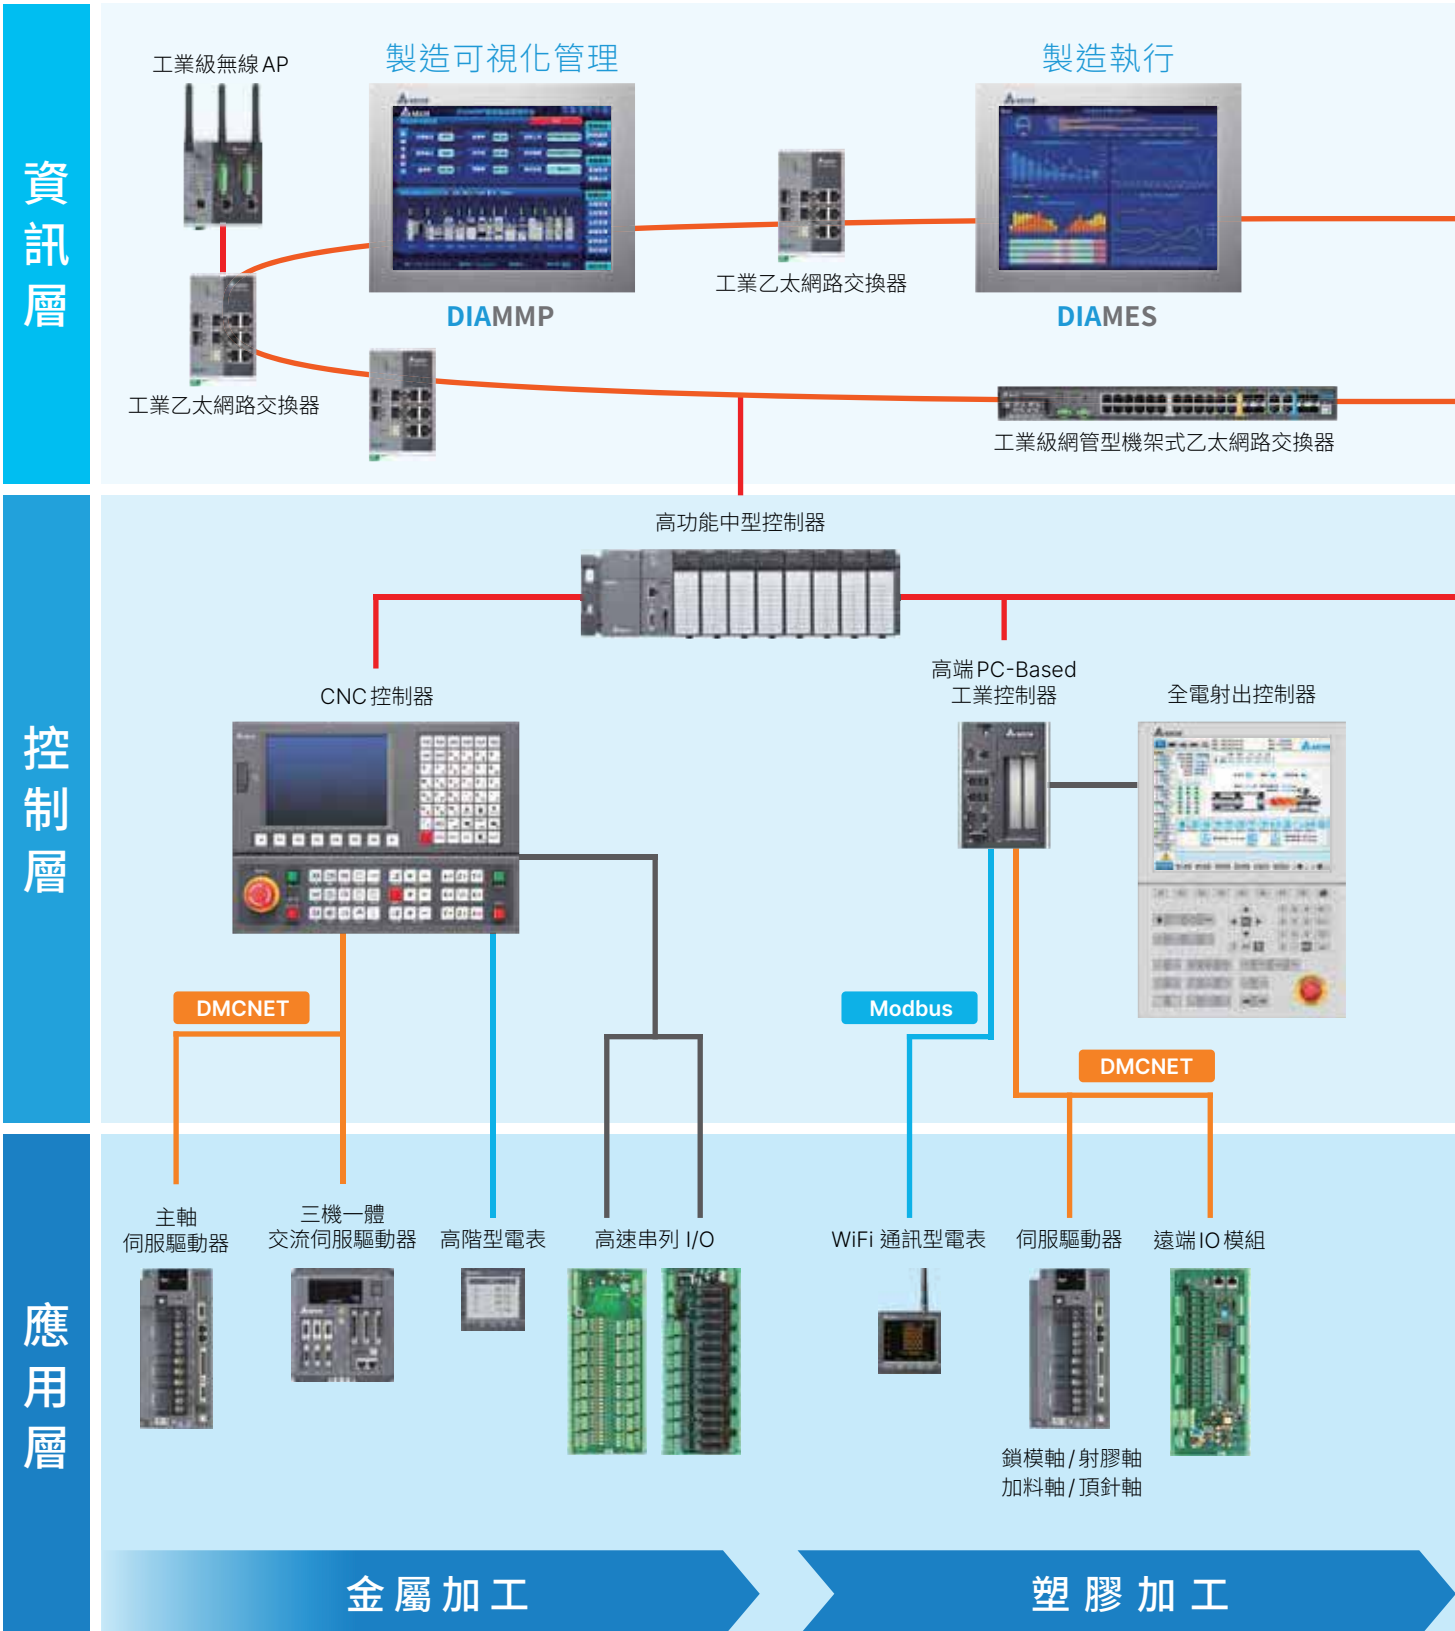 資訊層
工業級無線AP
製造可視化管理
製造執行
工業乙太網路交換器
DIAMMP
DIAMES
工業乙太網路交換器
工業級網管型機架式乙太網路交換器
控制層
高功能中型控制器
CNC控制器
高端PC-Based
工業控制器
全電射出控制器
DMCNET
Modbus
DMCNET
應用層
主軸
伺服驅動器
三機一體
交流伺服驅動器
高階型電表
高速串列 I/O
WiFi 通訊型電表
伺服驅動器
遠端IO模組
鎖模軸/射膠軸
加料軸/頂針軸
金屬加工
塑膠加工